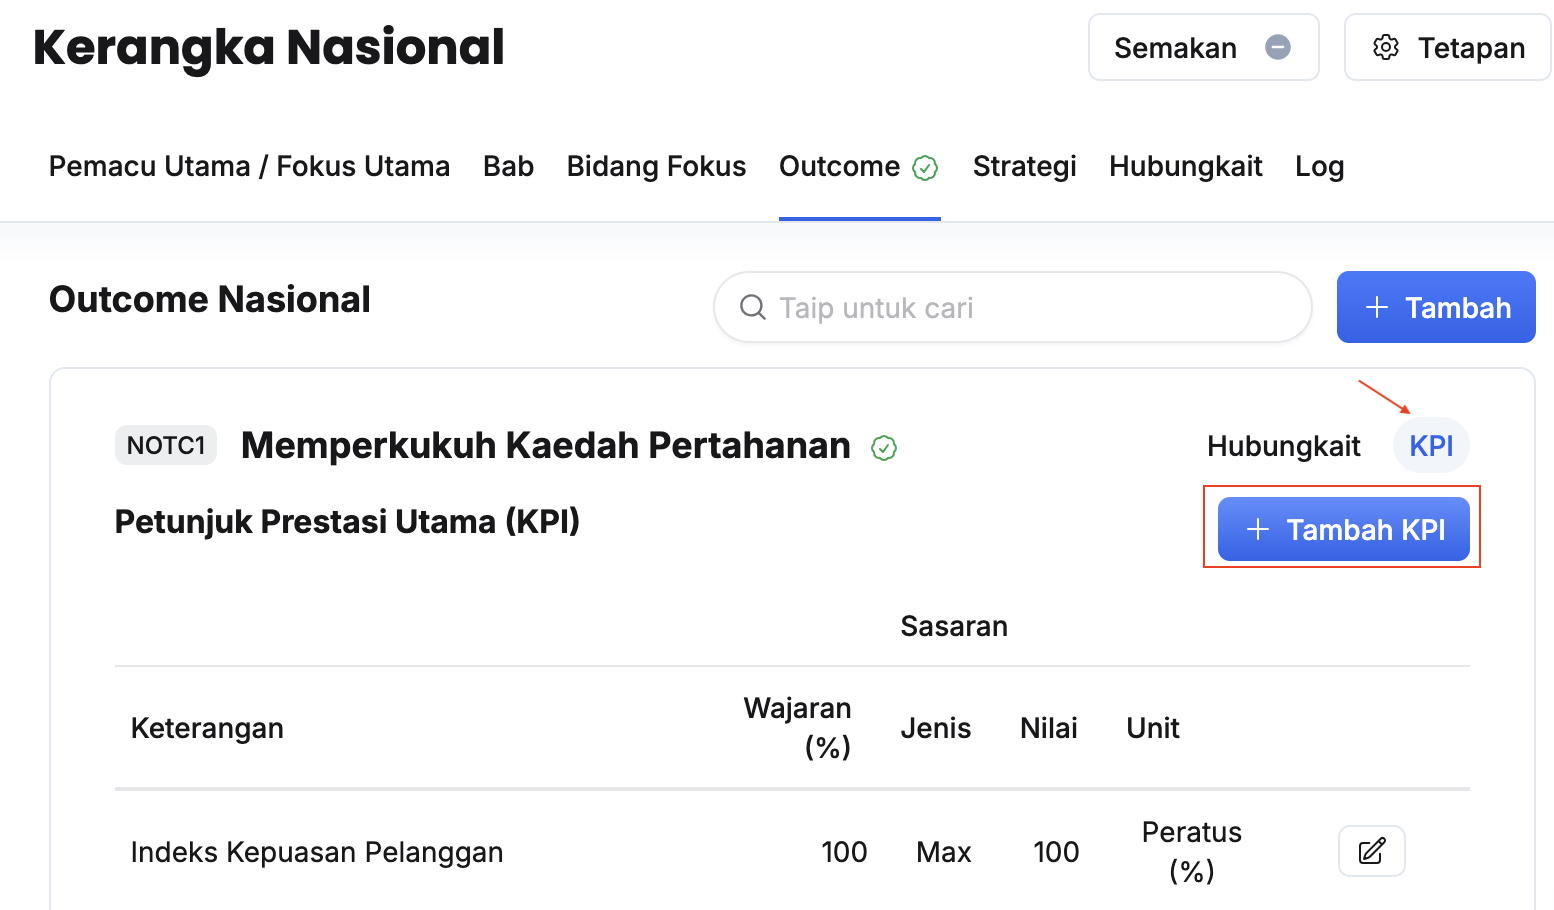 Kerangka Nasional
Semakan
Tetapan
Pemacu Utama / Fokus Utama
Bab
Bidang Fokus
Outcome
Strategi
Hubungkait
Log
Outcome Nasional
Taip untuk cari
+ Tambah
NOTC1
Memperkukuh Kaedah Pertahanan
Hubungkait
KPI
Petunjuk Prestasi Utama (KPI)
+ Tambah KPI
Sasaran
Keterangan
Wajaran
(%)
Jenis
Nilai
Unit
Indeks Kepuasan Pelanggan
100
Max
100
Peratus
(%)